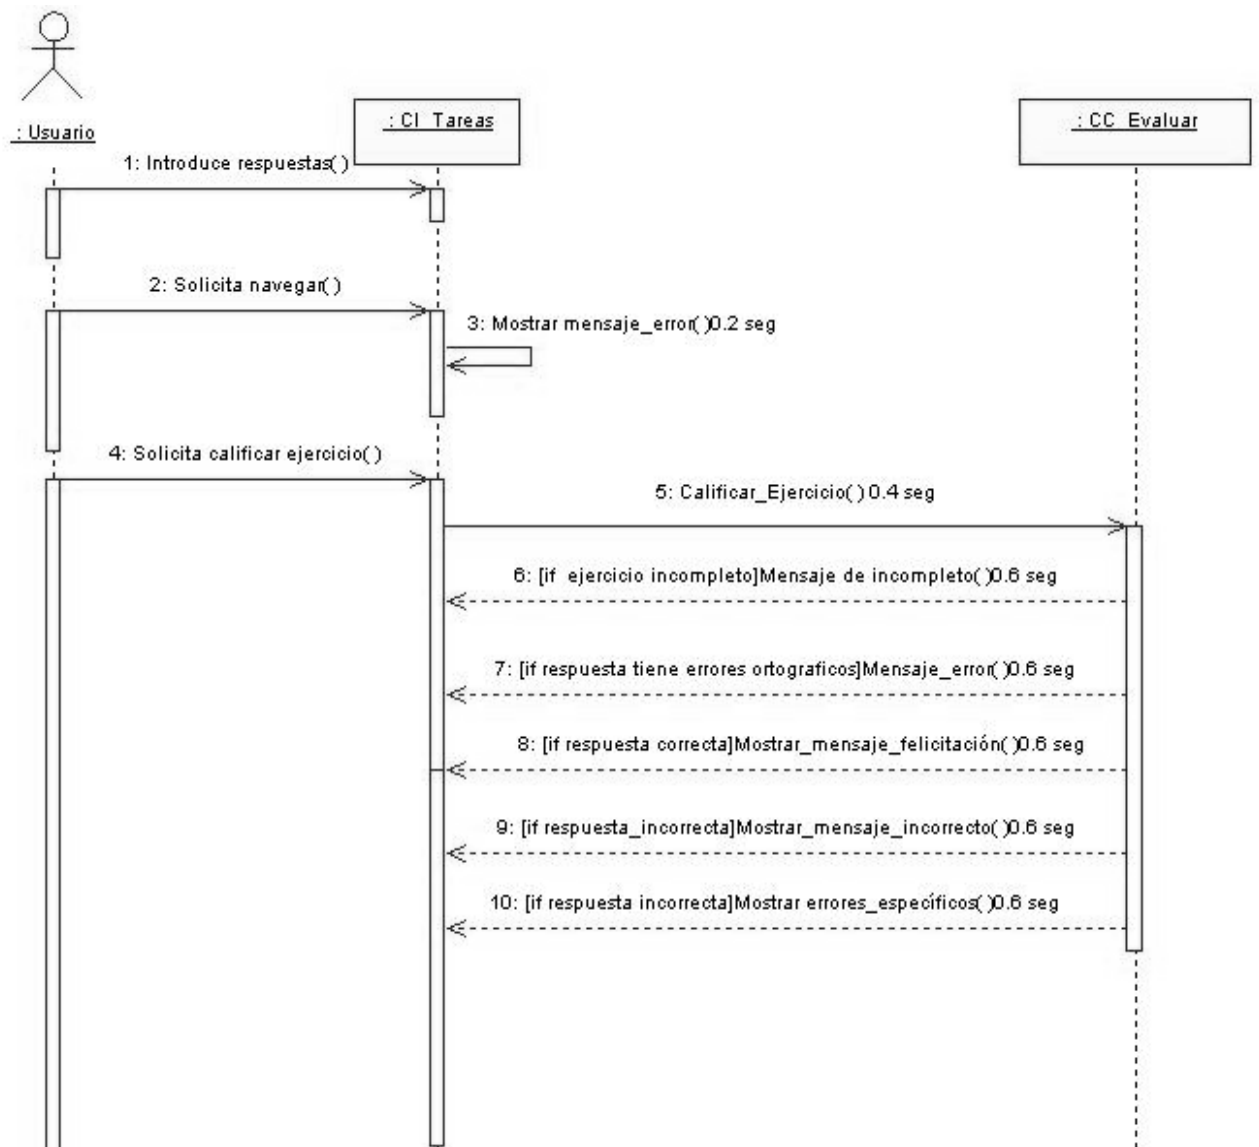 : Usuario
: CI_Tareas
: CC_Evaluar
1: Introduce respuestas( )
2: Solicita navegar( )
3: Mostrar mensaje_error( )0.2 seg
4: Solicita calificar ejercicio( )
5: Calificar_Ejercicio( ) 0.4 seg
6: [if ejercicio incompleto]Mensaje de incompleto( )0.6 seg
7: [if respuesta tiene errores ortograficos]Mensaje_error( )0.6 seg
8: [if respuesta correcta]Mostrar_mensaje_felicitación( )0.6 seg
9: [if respuesta_incorrecta]Mostrar_mensaje_incorrecto( )0.6 seg
10: [if respuesta incorrecta]Mostrar errores_específicos( )0.6 seg